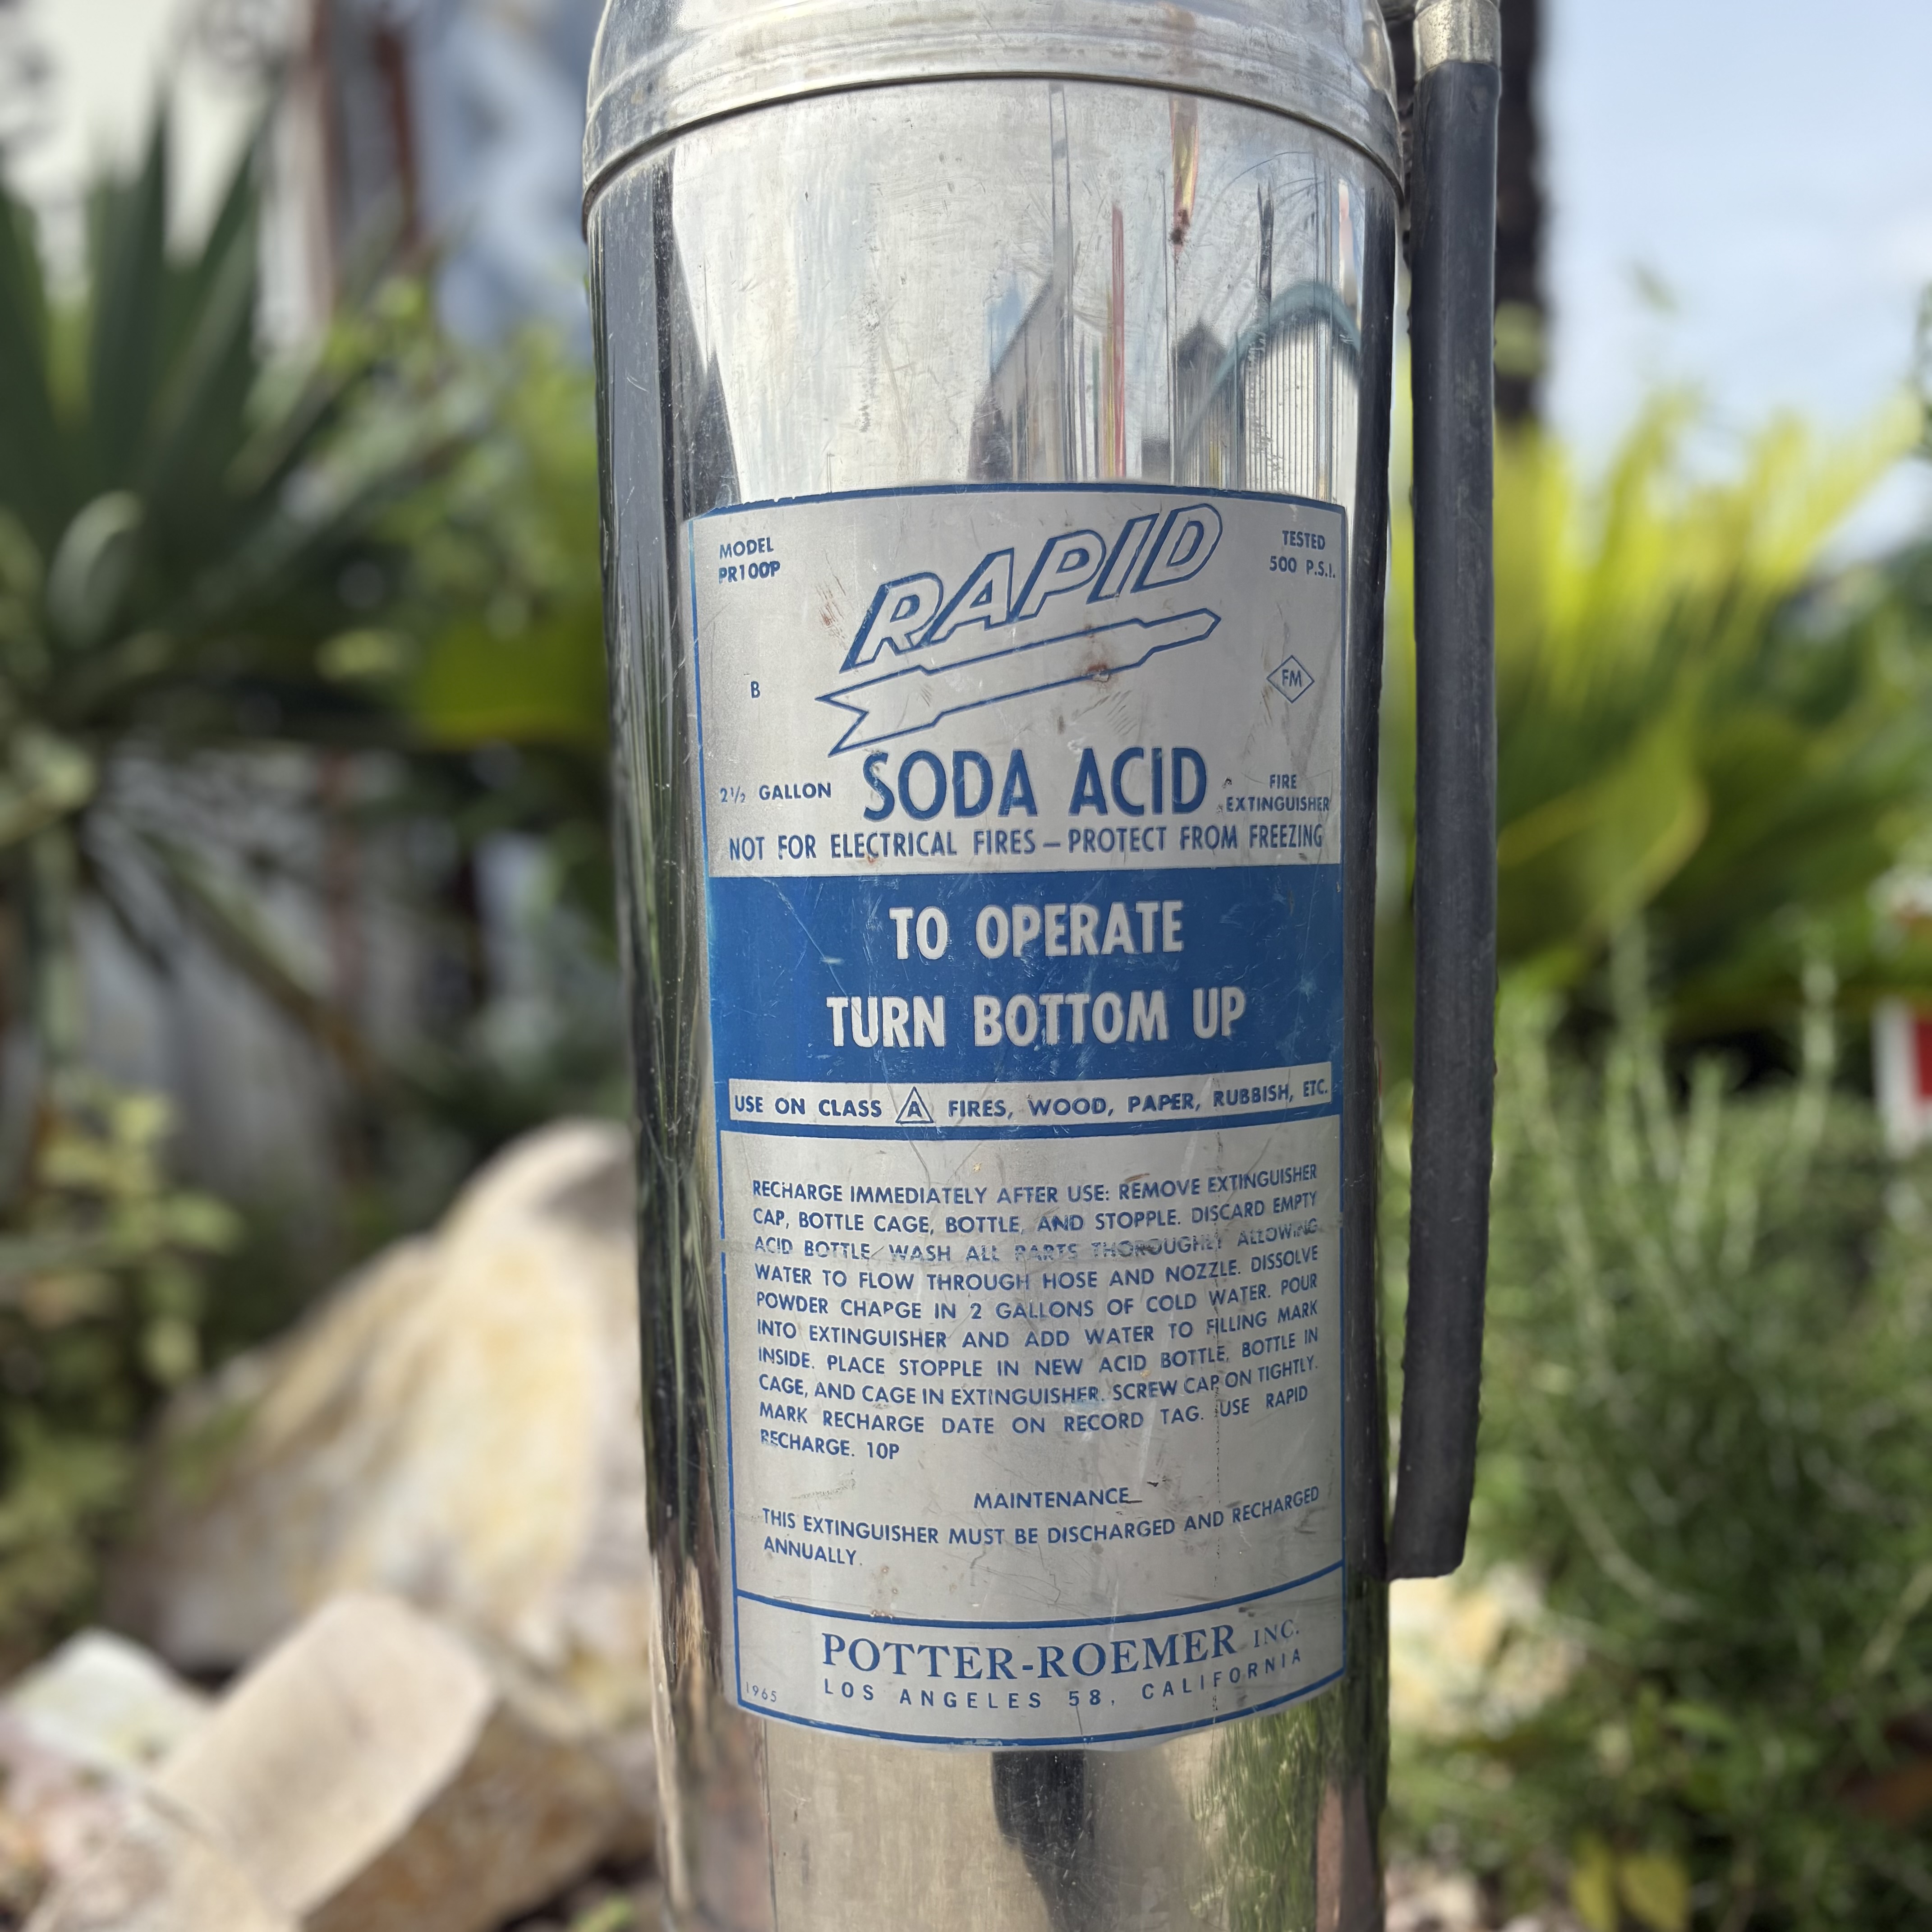 MODEL
PR100P
RAPID
TESTED
500 P.S.I.
B
FM
2½ GALLON
SODA ACID
FIRE
EXTINGUISHER
NOT FOR ELECTRICAL FIRES – PROTECT FROM FREEZING
TO OPERATE
TURN BOTTOM UP
USE ON CLASS A FIRES, WOOD, PAPER, RUBBISH, ETC.
RECHARGE IMMEDIATELY AFTER USE: REMOVE EXTINGUISHER
CAP, BOTTLE CAGE, BOTTLE, AND STOPPLE. DISCARD EMPTY
ACID BOTTLE. WASH ALL PARTS THOROUGHLY ALLOWING
WATER TO FLOW THROUGH HOSE AND NOZZLE. DISSOLVE
POWDER CHARGE IN 2 GALLONS OF COLD WATER. POUR
INTO EXTINGUISHER AND ADD WATER TO FILLING MARK
INSIDE. PLACE STOPPLE IN NEW ACID BOTTLE, BOTTLE IN
CAGE, AND CAGE IN EXTINGUISHER. SCREW CAP ON TIGHTLY.
MARK RECHARGE DATE ON RECORD TAG. USE RAPID
RECHARGE. 10P
MAINTENANCE
THIS EXTINGUISHER MUST BE DISCHARGED AND RECHARGED
ANNUALLY.
POTTER-ROEMER INC.
LOS ANGELES 58, CALIFORNIA
1965